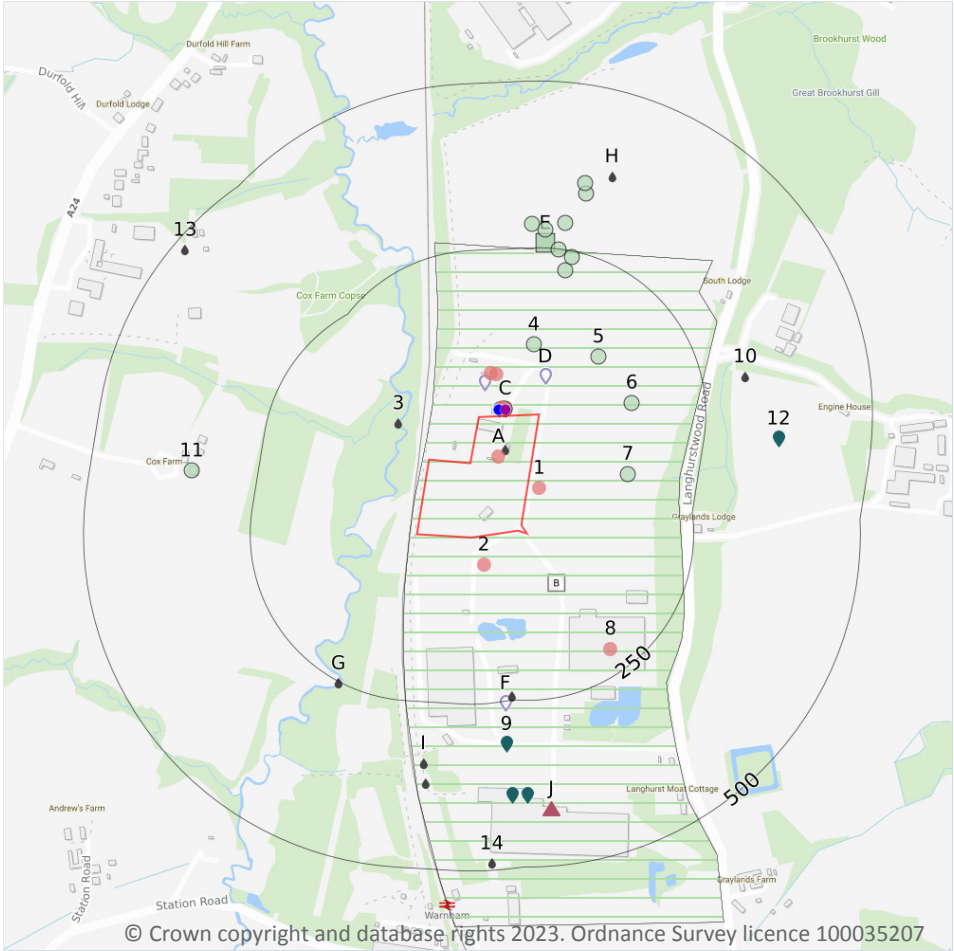 Durfold Hill Farm
Brookhurst Wood
Durfold Hill
Great Brookhurst Gill
Durfold Lodge
H
A24
E
13
South Lodge
Cox Farm Copse
4
5
D
10
C
6
3
Engine House
12
A
11
Cox Farm
1
7
Langhurstwood Road
Graylands Lodge
2
B
8
250
G
F
9
I
J
Langhurst Moat Cottage
500
Andrew's Farm
14
Station Road
Graylands Farm
Station Road
Warnham
© Crown copyright and database rights 2023. Ordnance Survey licence 100035207